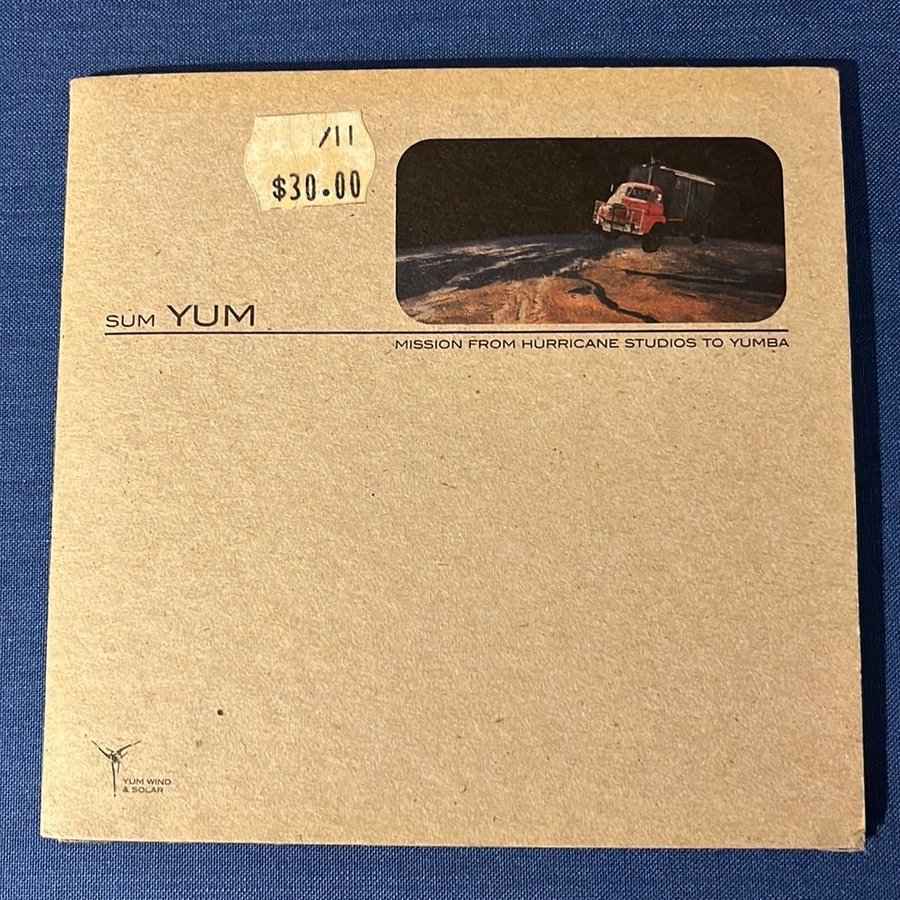 /11
$30.00
SUM YUM
MISSION FROM HURRICANE STUDIOS TO YUMBA
YUM WIND
& SOLAR